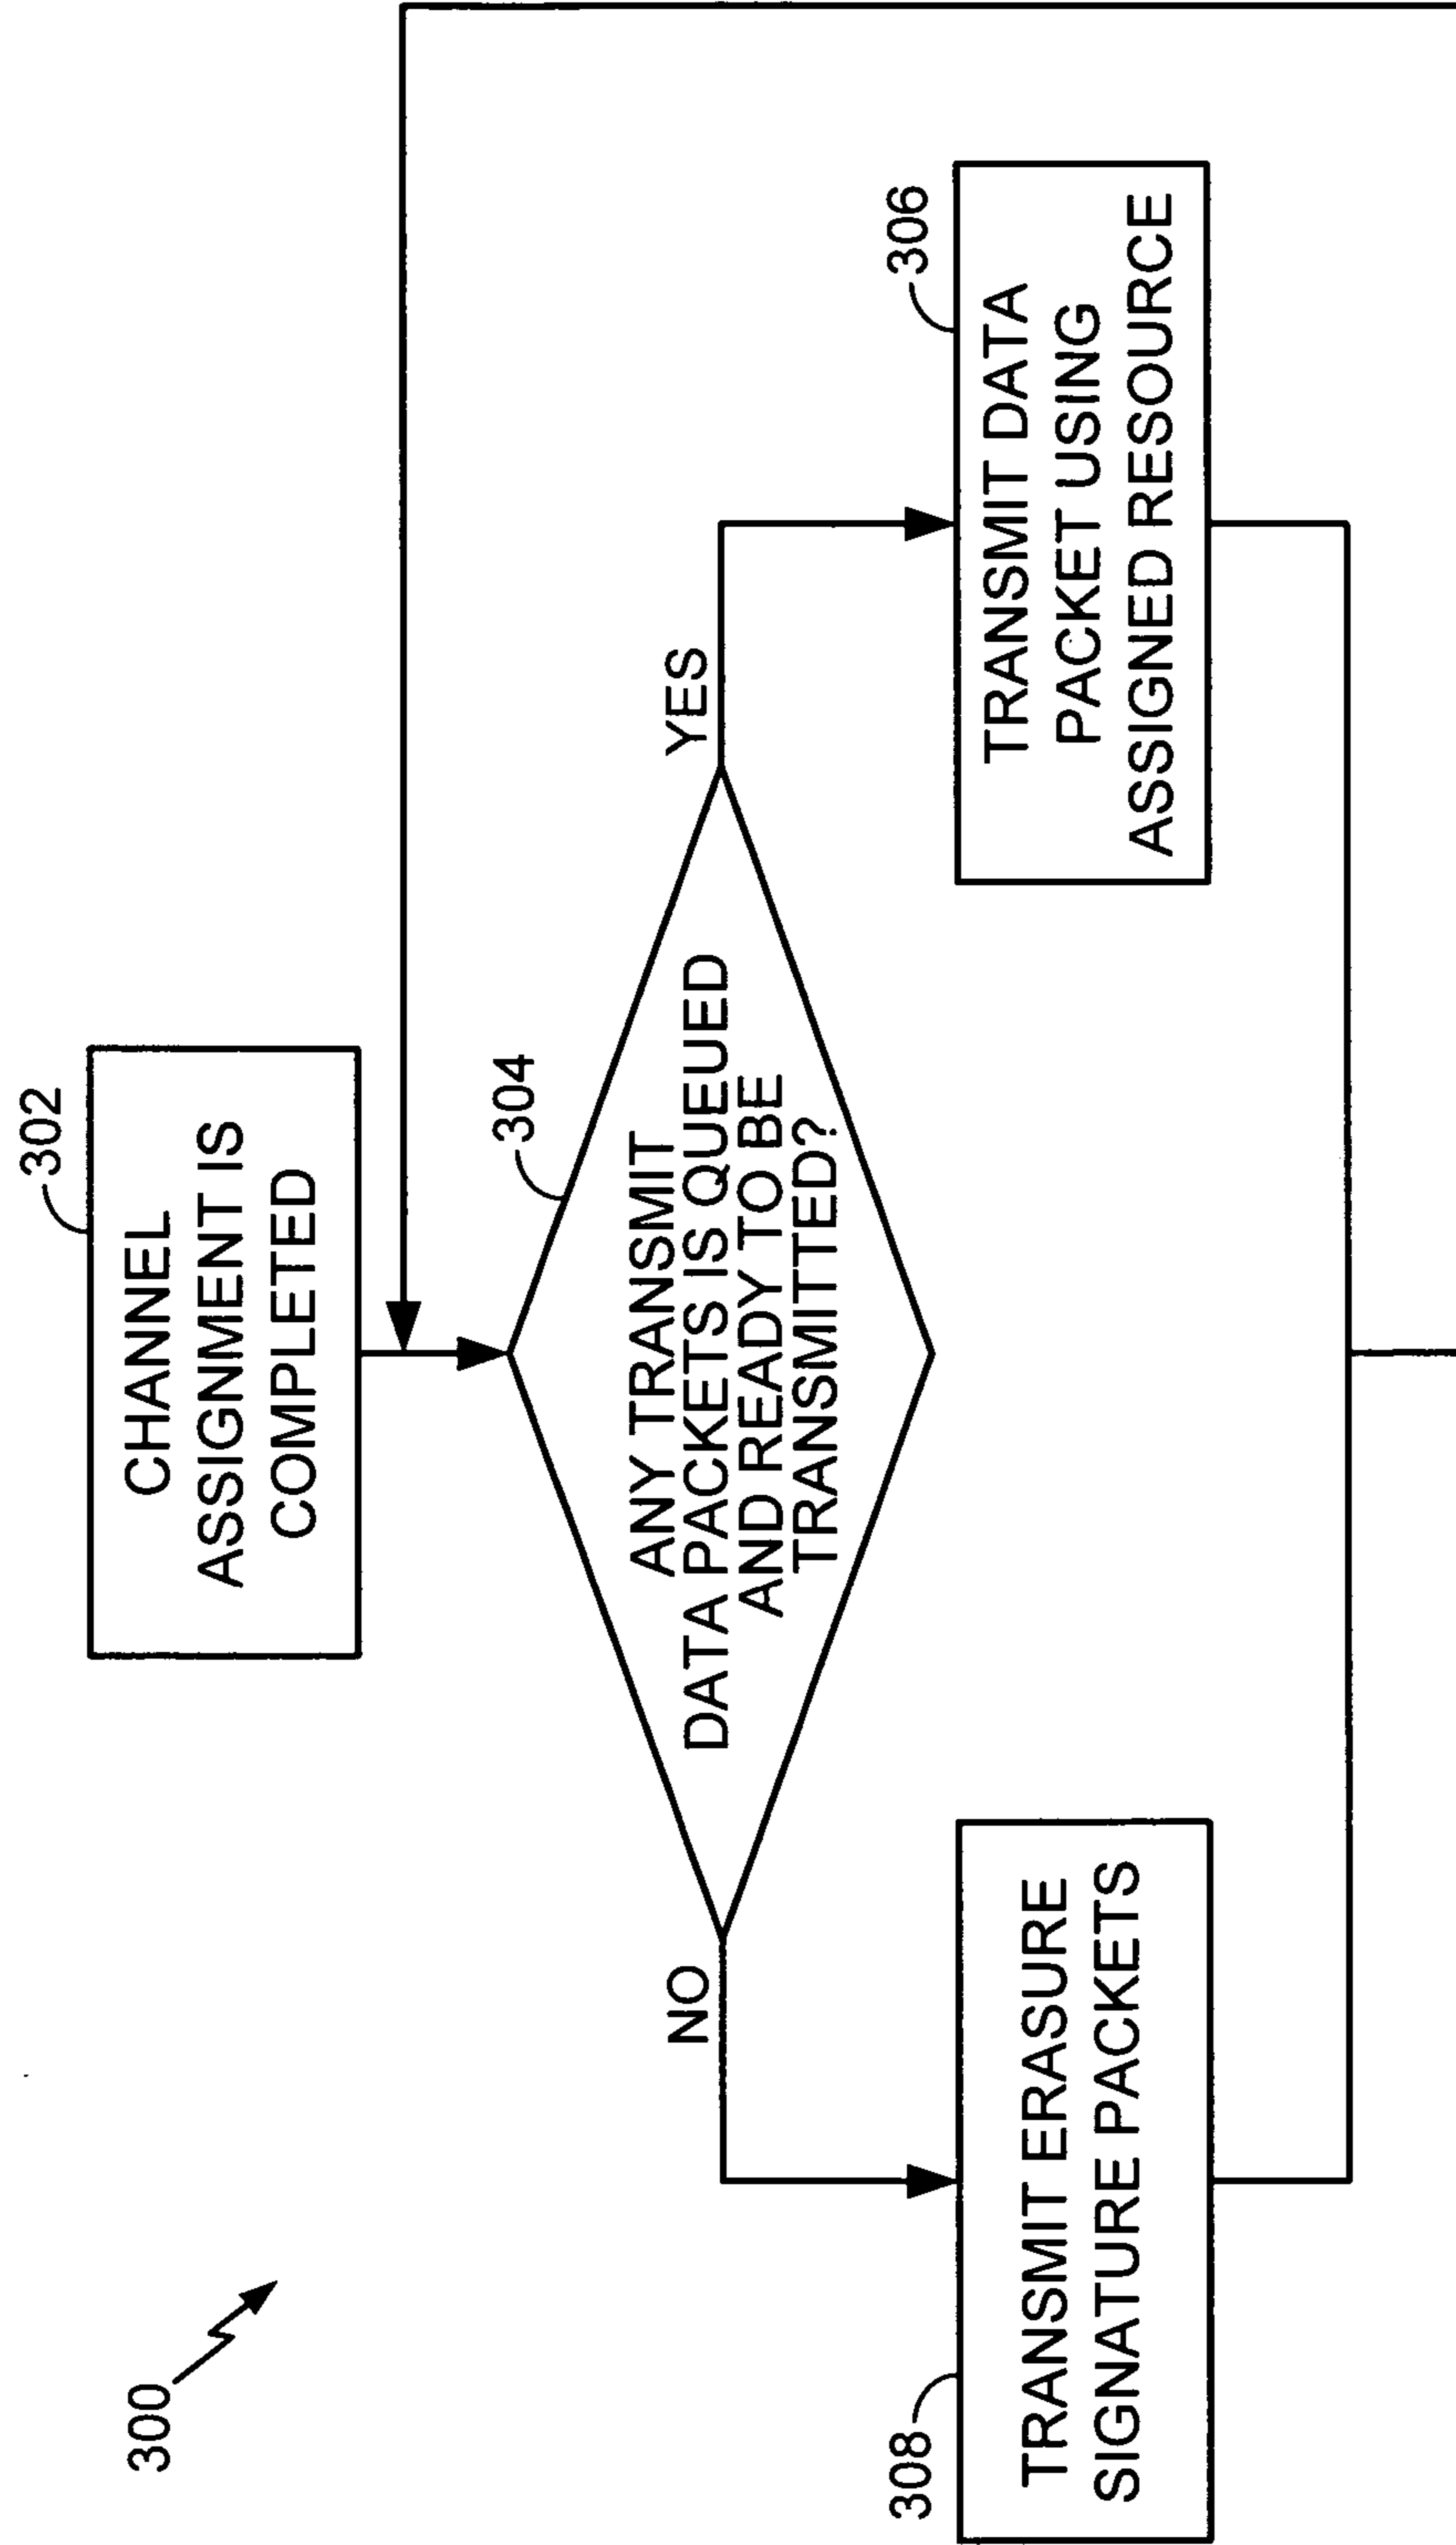 300
302
CHANNEL
ASSIGNMENT IS
COMPLETED
304
ANY TRANSMIT
DATA PACKETS IS QUEUED
AND READY TO BE
TRANSMITTED?
NO
YES
308
TRANSMIT ERASURE
SIGNATURE PACKETS
306
TRANSMIT DATA
PACKET USING
ASSIGNED RESOURCE